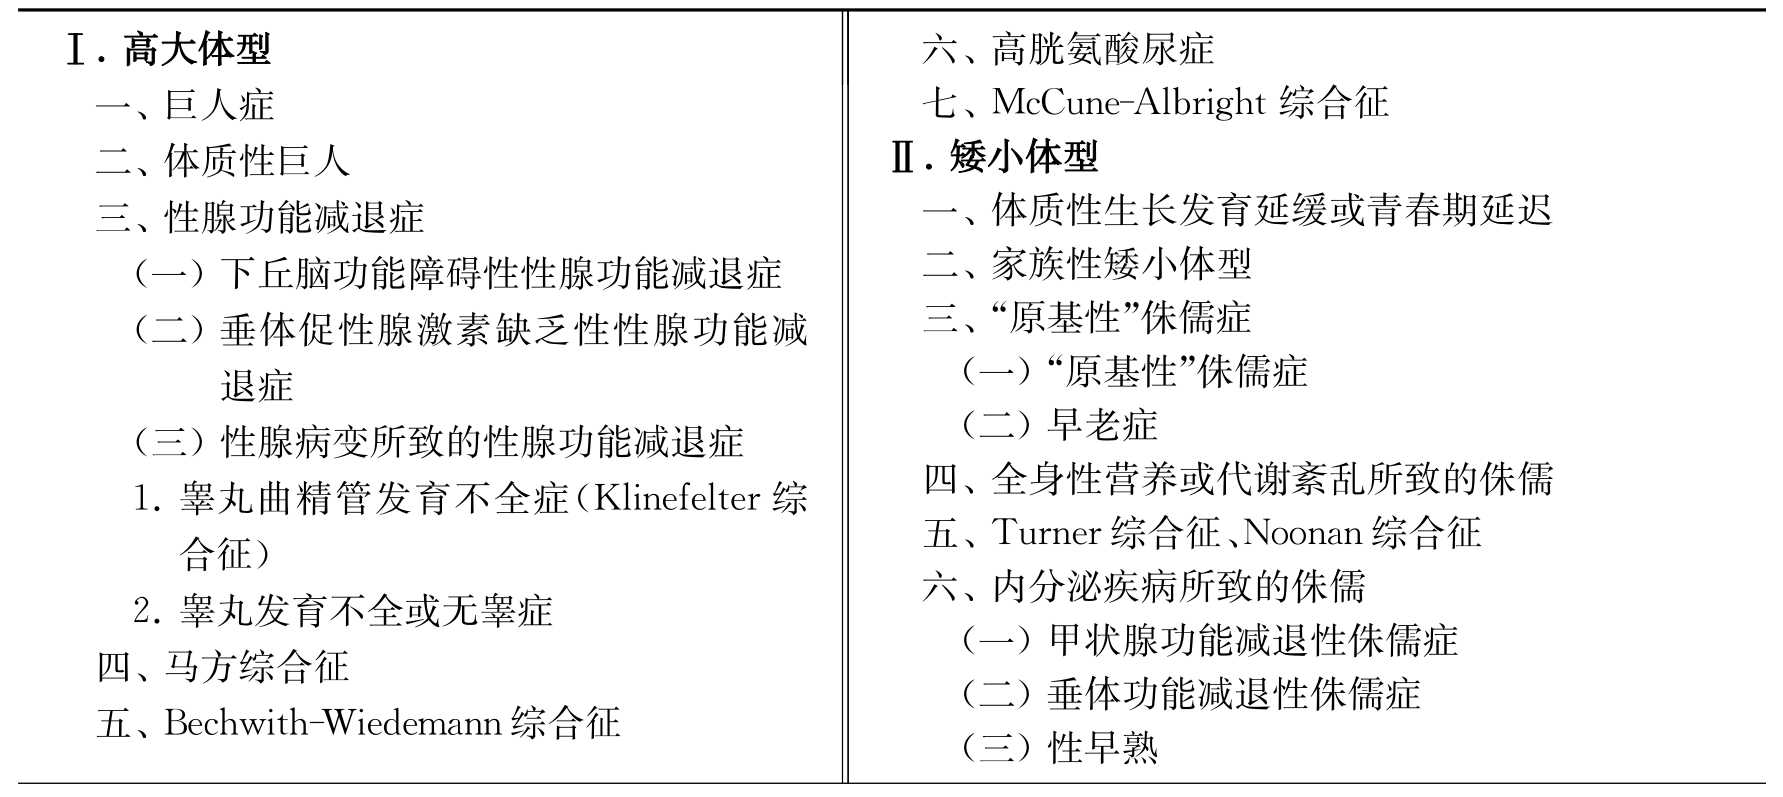 Ⅰ. 高大体型
一、巨人症
二、体质性巨人
三、性腺功能减退症
（一）下丘脑功能障碍性性腺功能减退症
（二）垂体促性腺激素缺乏性性腺功能减
退症
（三）性腺病变所致的性腺功能减退症
1. 睾丸曲精管发育不全症（Klinefelter 综
合征）
2. 睾丸发育不全或无睾症
四、马方综合征
五、Bechwith-Wiedemann 综合征
六、高胱氨酸尿症
七、McCune-Albright 综合征
Ⅱ. 矮小体型
一、体质性生长发育延缓或青春期延迟
二、家族性矮小体型
三、“原基性”侏儒症
（一）“原基性”侏儒症
（二）早老症
四、全身性营养或代谢紊乱所致的侏儒
五、Turner 综合征、Noonan 综合征
六、内分泌疾病所致的侏儒
（一）甲状腺功能减退性侏儒症
（二）垂体功能减退性侏儒症
（三）性早熟